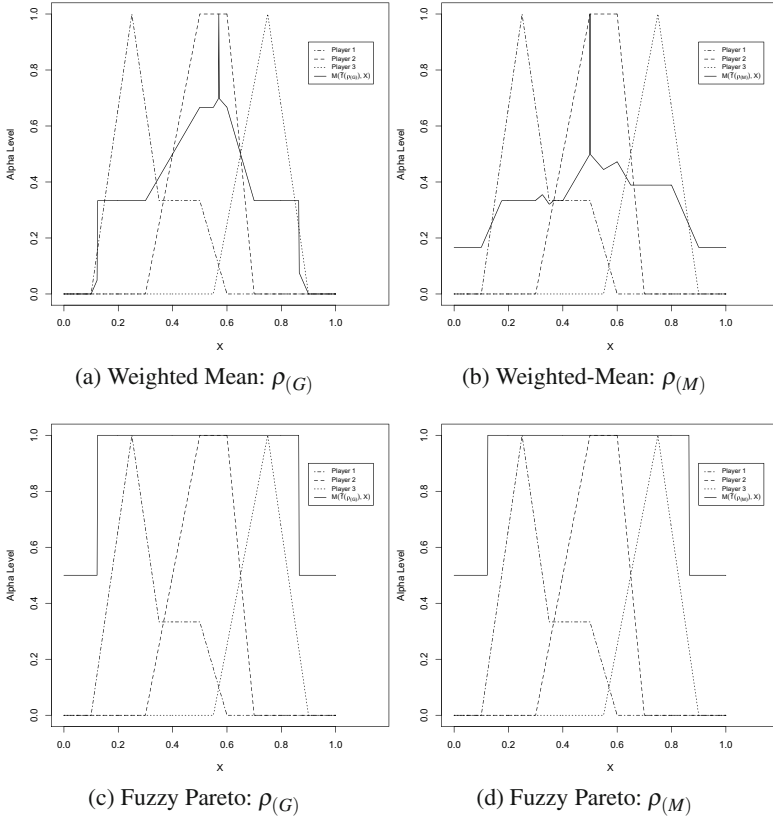 1.0
0.8
0.6
0.4
0.2
0.0
Alpha Level
0.0 0.2 0.4 0.6 0.8 1.0
X
Player 1
Player 2
Player 3
M(T̃(ρ(G)), X)
(a) Weighted Mean: ρ(G)
1.0
0.8
0.6
0.4
0.2
0.0
Alpha Level
0.0 0.2 0.4 0.6 0.8 1.0
X
Player 1
Player 2
Player 3
M(T̃(ρ(M)), X)
(b) Weighted-Mean: ρ(M)
1.0
0.8
0.6
0.4
0.2
0.0
Alpha Level
0.0 0.2 0.4 0.6 0.8 1.0
X
Player 1
Player 2
Player 3
M(T̃(ρ(G)), X)
(c) Fuzzy Pareto: ρ(G)
1.0
0.8
0.6
0.4
0.2
0.0
Alpha Level
0.0 0.2 0.4 0.6 0.8 1.0
X
Player 1
Player 2
Player 3
M(T̃(ρ(M)), X)
(d) Fuzzy Pareto: ρ(M)